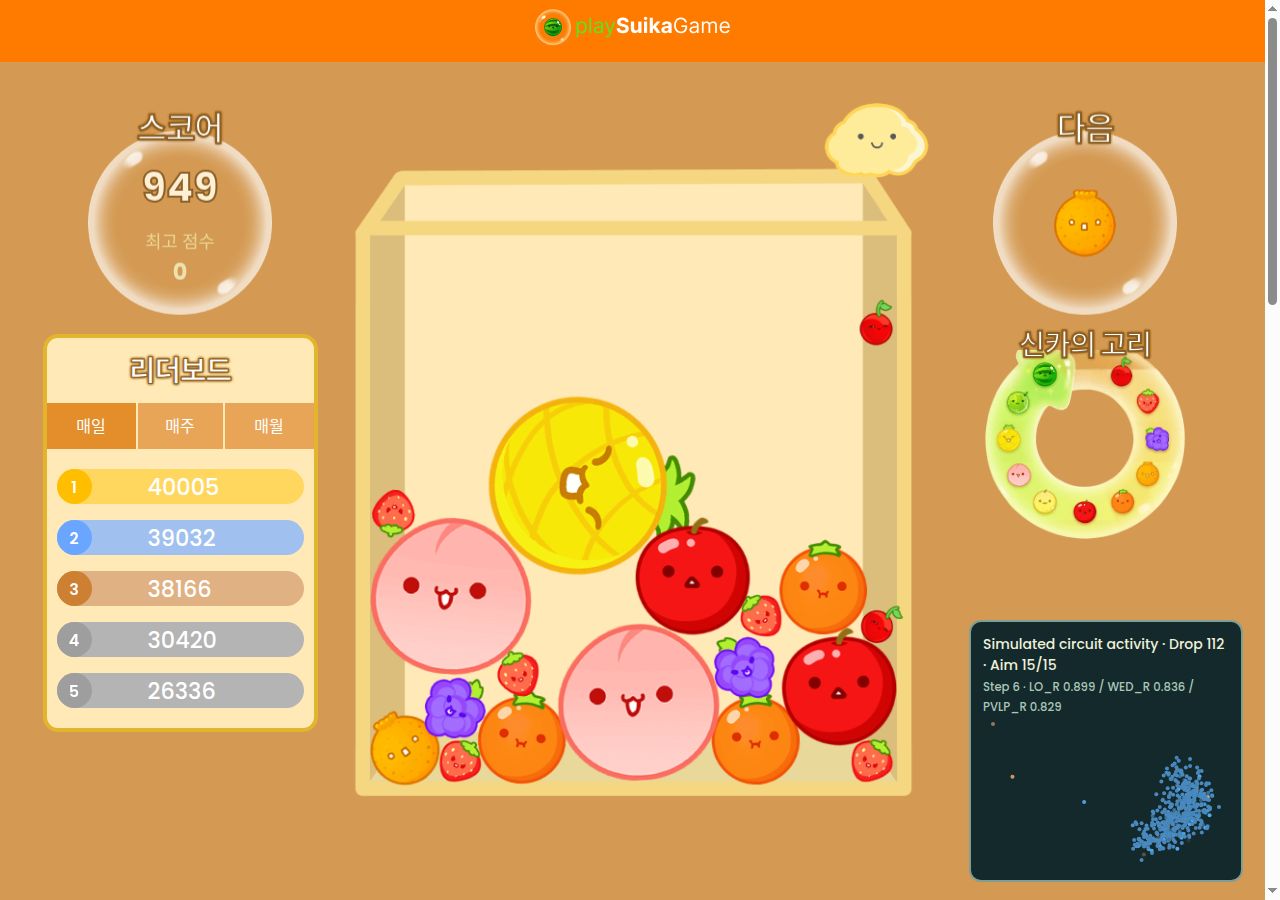 playSuikaGame
스코어
949
최고 점수
0
리더보드
매일 매주 매월
1 40005
2 39032
3 38166
4 30420
5 26336
다음
신카의 고리
Simulated circuit activity · Drop 112
· Aim 15/15
Step 6 · LO_R 0.899 / WED_R 0.836 /
PVLP_R 0.829